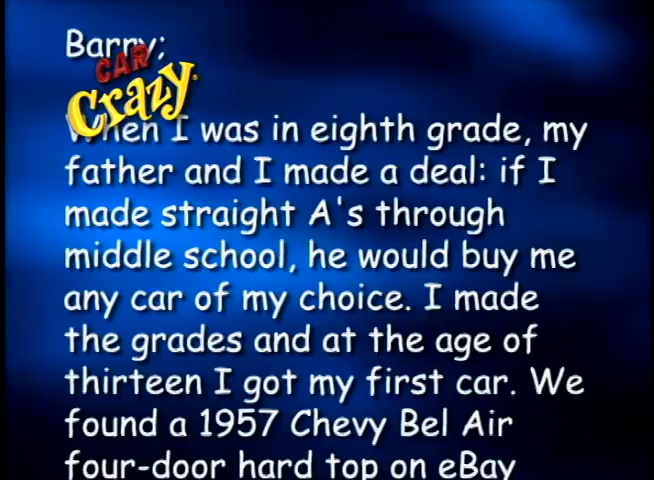 Barry;
CAR
Crazy
When I was in eighth grade, my
father and I made a deal: if I
made straight A's through
middle school, he would buy me
any car of my choice. I made
the grades and at the age of
thirteen I got my first car. We
found a 1957 Chevy Bel Air
four-door hard top on eBay